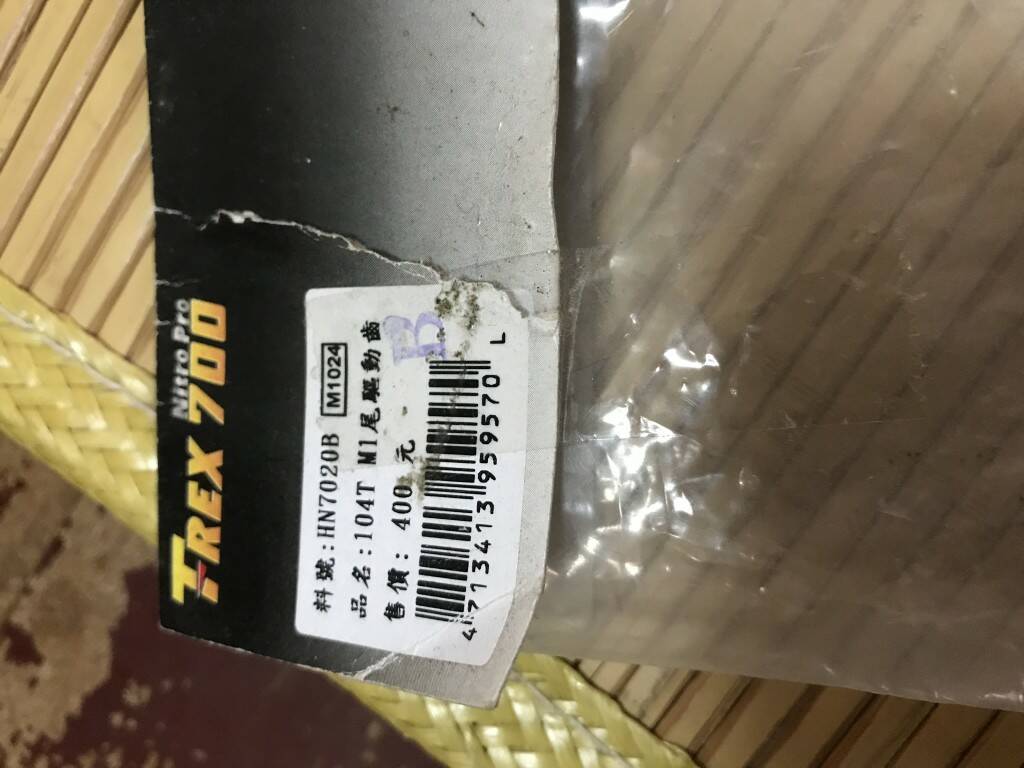 Nitro Pro
TREX 700
料號:HN7020B
M1024
品名:104T M1尾驅動齒
售價: 400 元
B
4713413959570
L